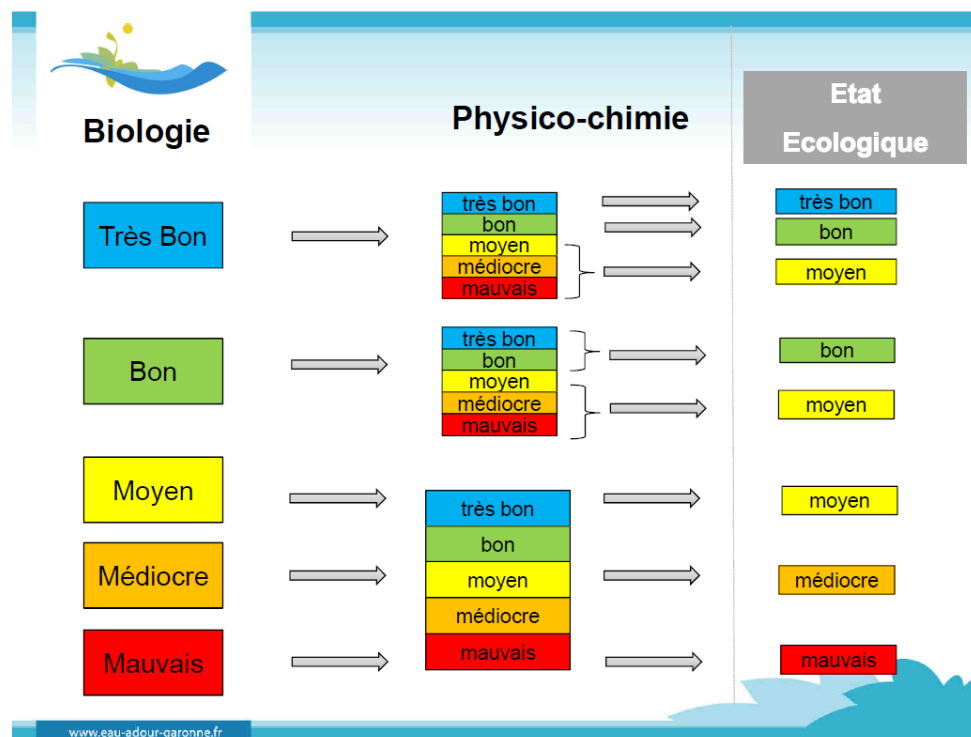 Biologie
Physico-chimie
Etat
Ecologique
Très Bon
très bon
bon
moyen
médiocre
mauvais
très bon
bon
moyen
Bon
très bon
bon
moyen
médiocre
mauvais
bon
moyen
Moyen
Médiocre
Mauvais
très bon
bon
moyen
médiocre
mauvais
moyen
médiocre
mauvais
www.eau-adour-garonne.fr